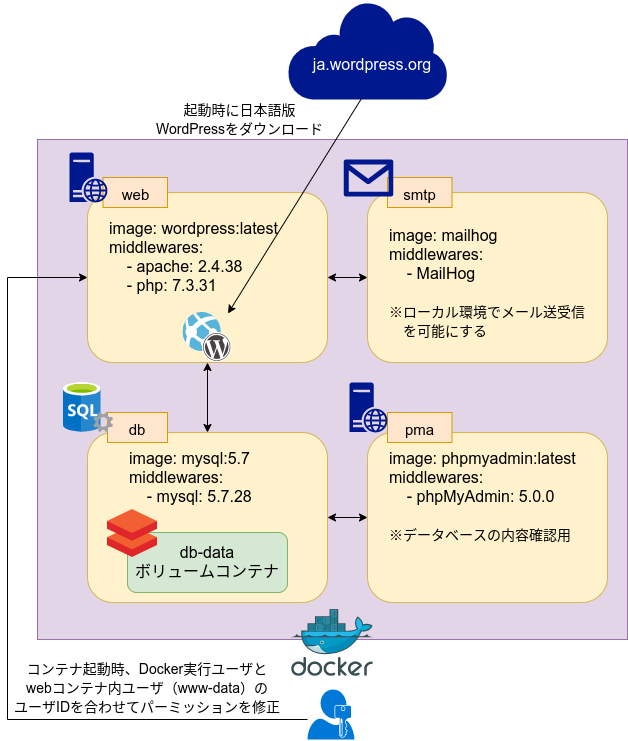 ja.wordpress.org
起動時に日本語版
WordPressをダウンロード
web
image: wordpress:latest
middlewares:
- apache: 2.4.38
- php: 7.3.31
smtp
image: mailhog
middlewares:
- MailHog
※ローカル環境でメール送受信
を可能にする
SQL
db
image: mysql:5.7
middlewares:
- mysql: 5.7.28
db-data
ボリュームコンテナ
pma
image: phpmyadmin:latest
middlewares:
- phpMyAdmin: 5.0.0
※データベースの内容確認用
docker
コンテナ起動時、Docker実行ユーザと
webコンテナ内ユーザ（www-data）の
ユーザIDを合わせてパーミッションを修正